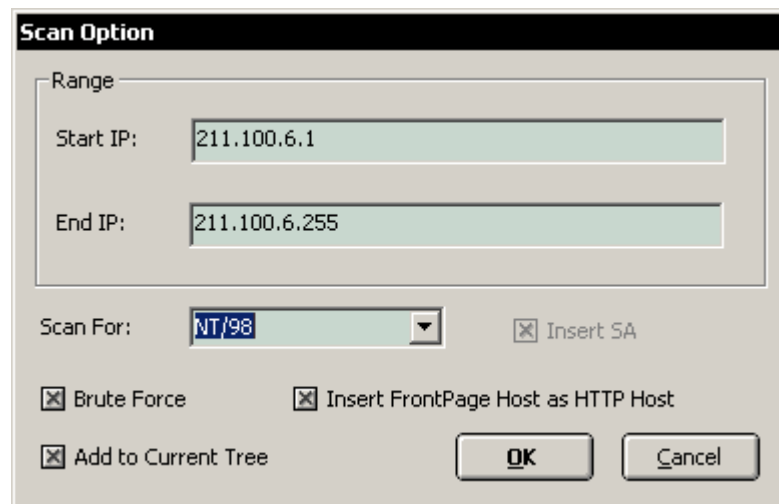 Scan Option
Range
Start IP: 211.100.6.1
End IP: 211.100.6.255
Scan For: NT/98 Insert SA
Brute Force Insert FrontPage Host as HTTP Host
Add to Current Tree OK Cancel